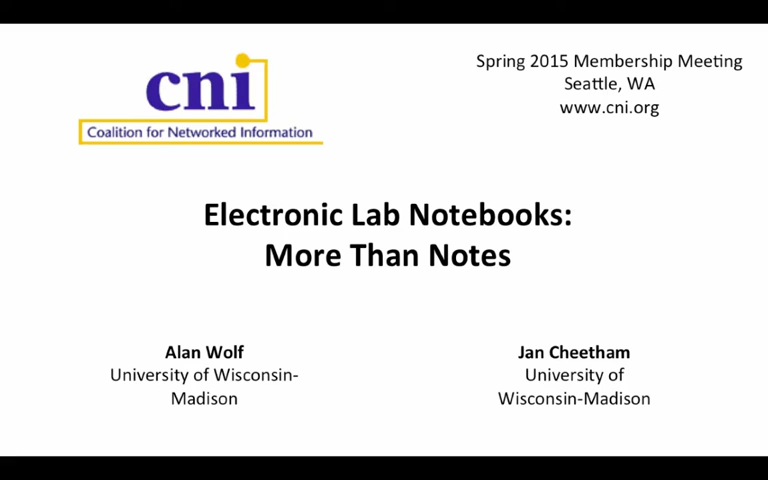 cni
Coalition for Networked Information
Spring 2015 Membership Meeting
Seattle, WA
www.cni.org
Electronic Lab Notebooks:
More Than Notes
Alan Wolf
University of Wisconsin-
Madison
Jan Cheetham
University of
Wisconsin-Madison